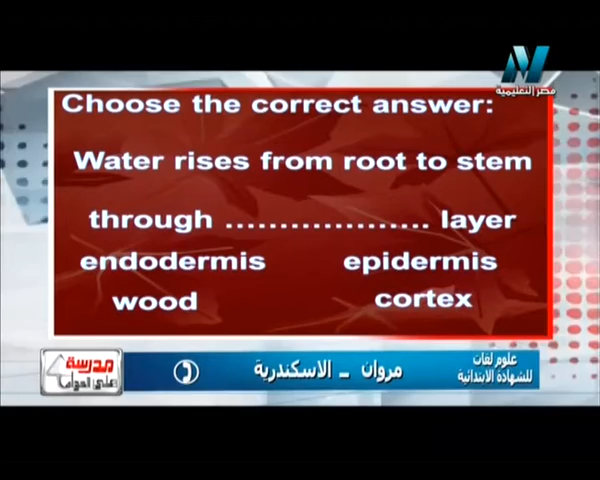 مصر التعليمية
Choose the correct answer:
Water rises from root to stem
through ................... layer
endodermis epidermis
wood cortex
مدرسة
على الهواء
مروان - الاسكندرية
علوم لغات
للشهادة الابتدائية